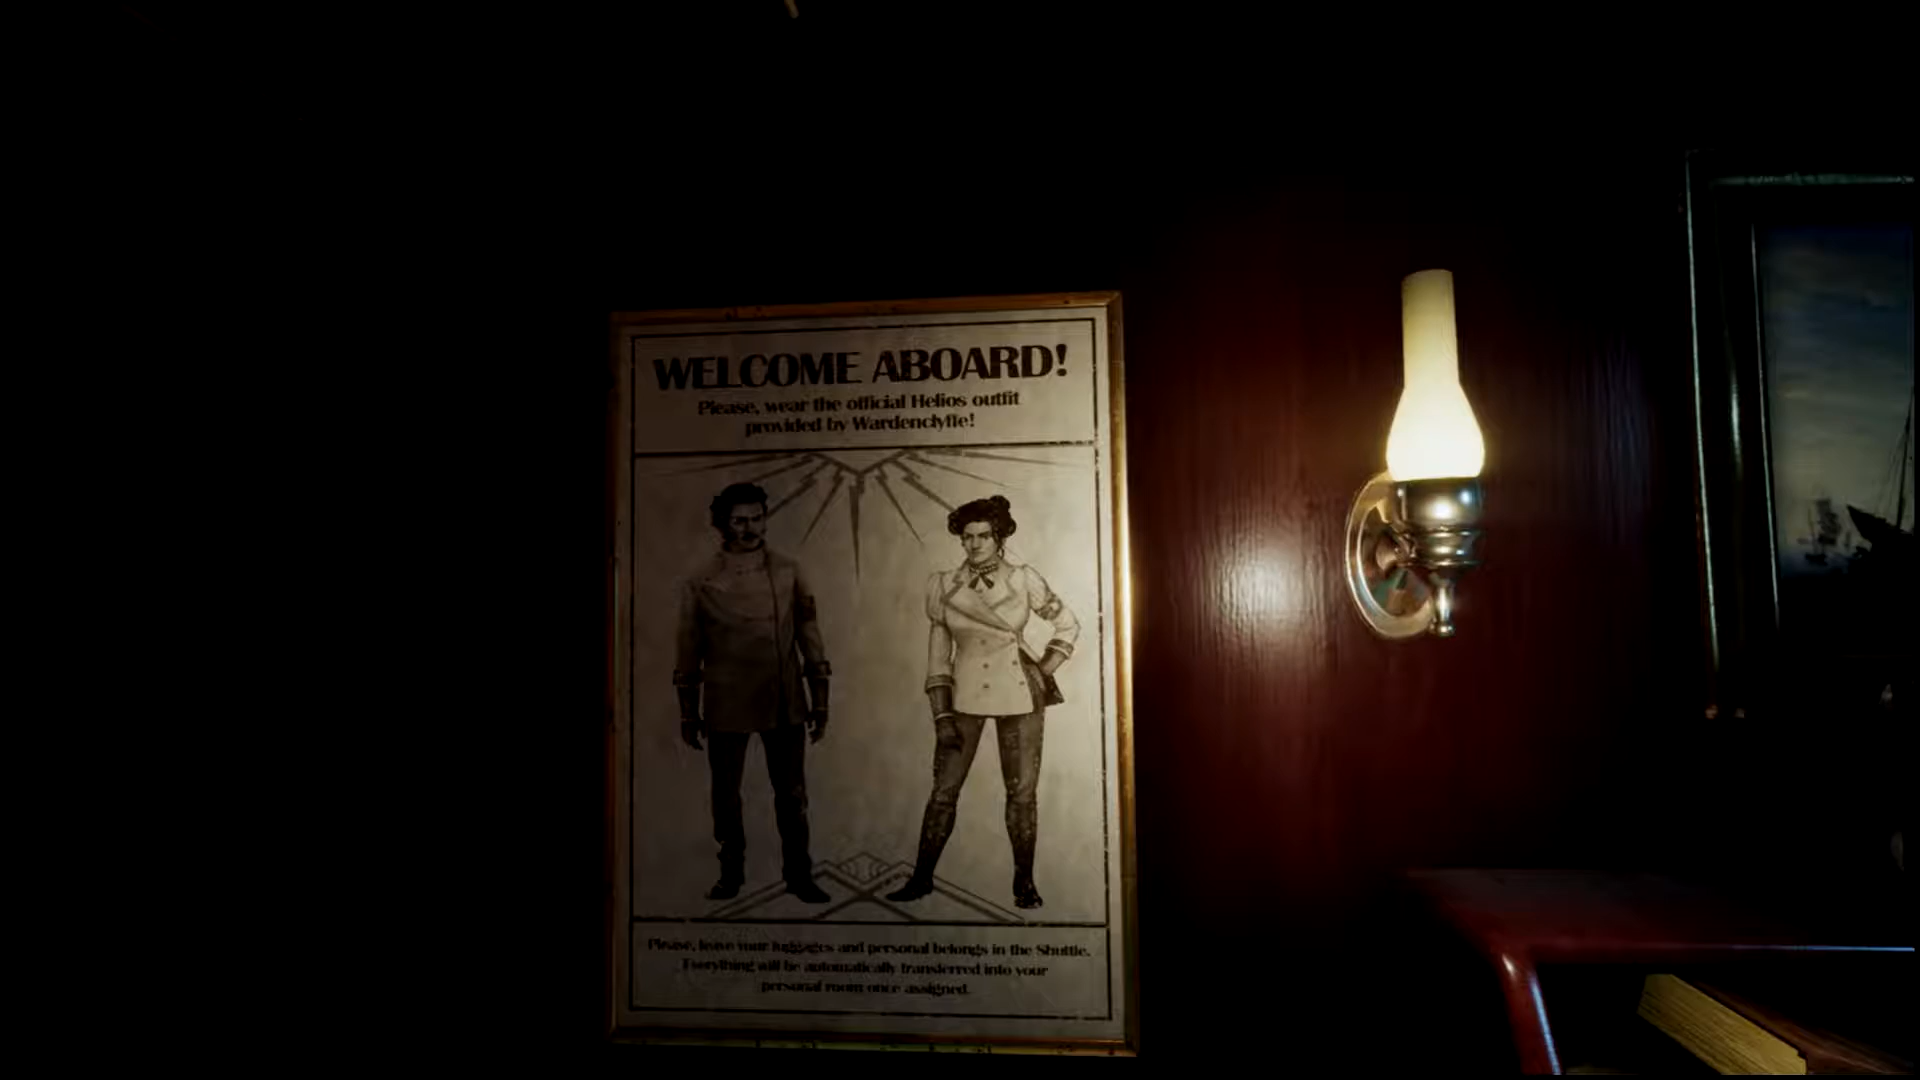 WELCOME ABOARD!
Please, wear the official Helios outfit
provided by Wardenclyffe!
Please, leave your luggages and personal belongs in the Shuttle.
Everything will be automatically transferred into your
personal room once assigned.